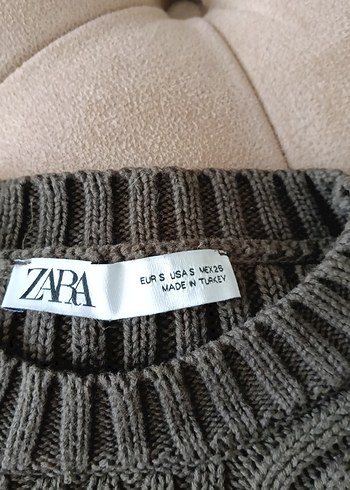 ZARA
EUR S USA S MEX 26
MADE IN TURKEY